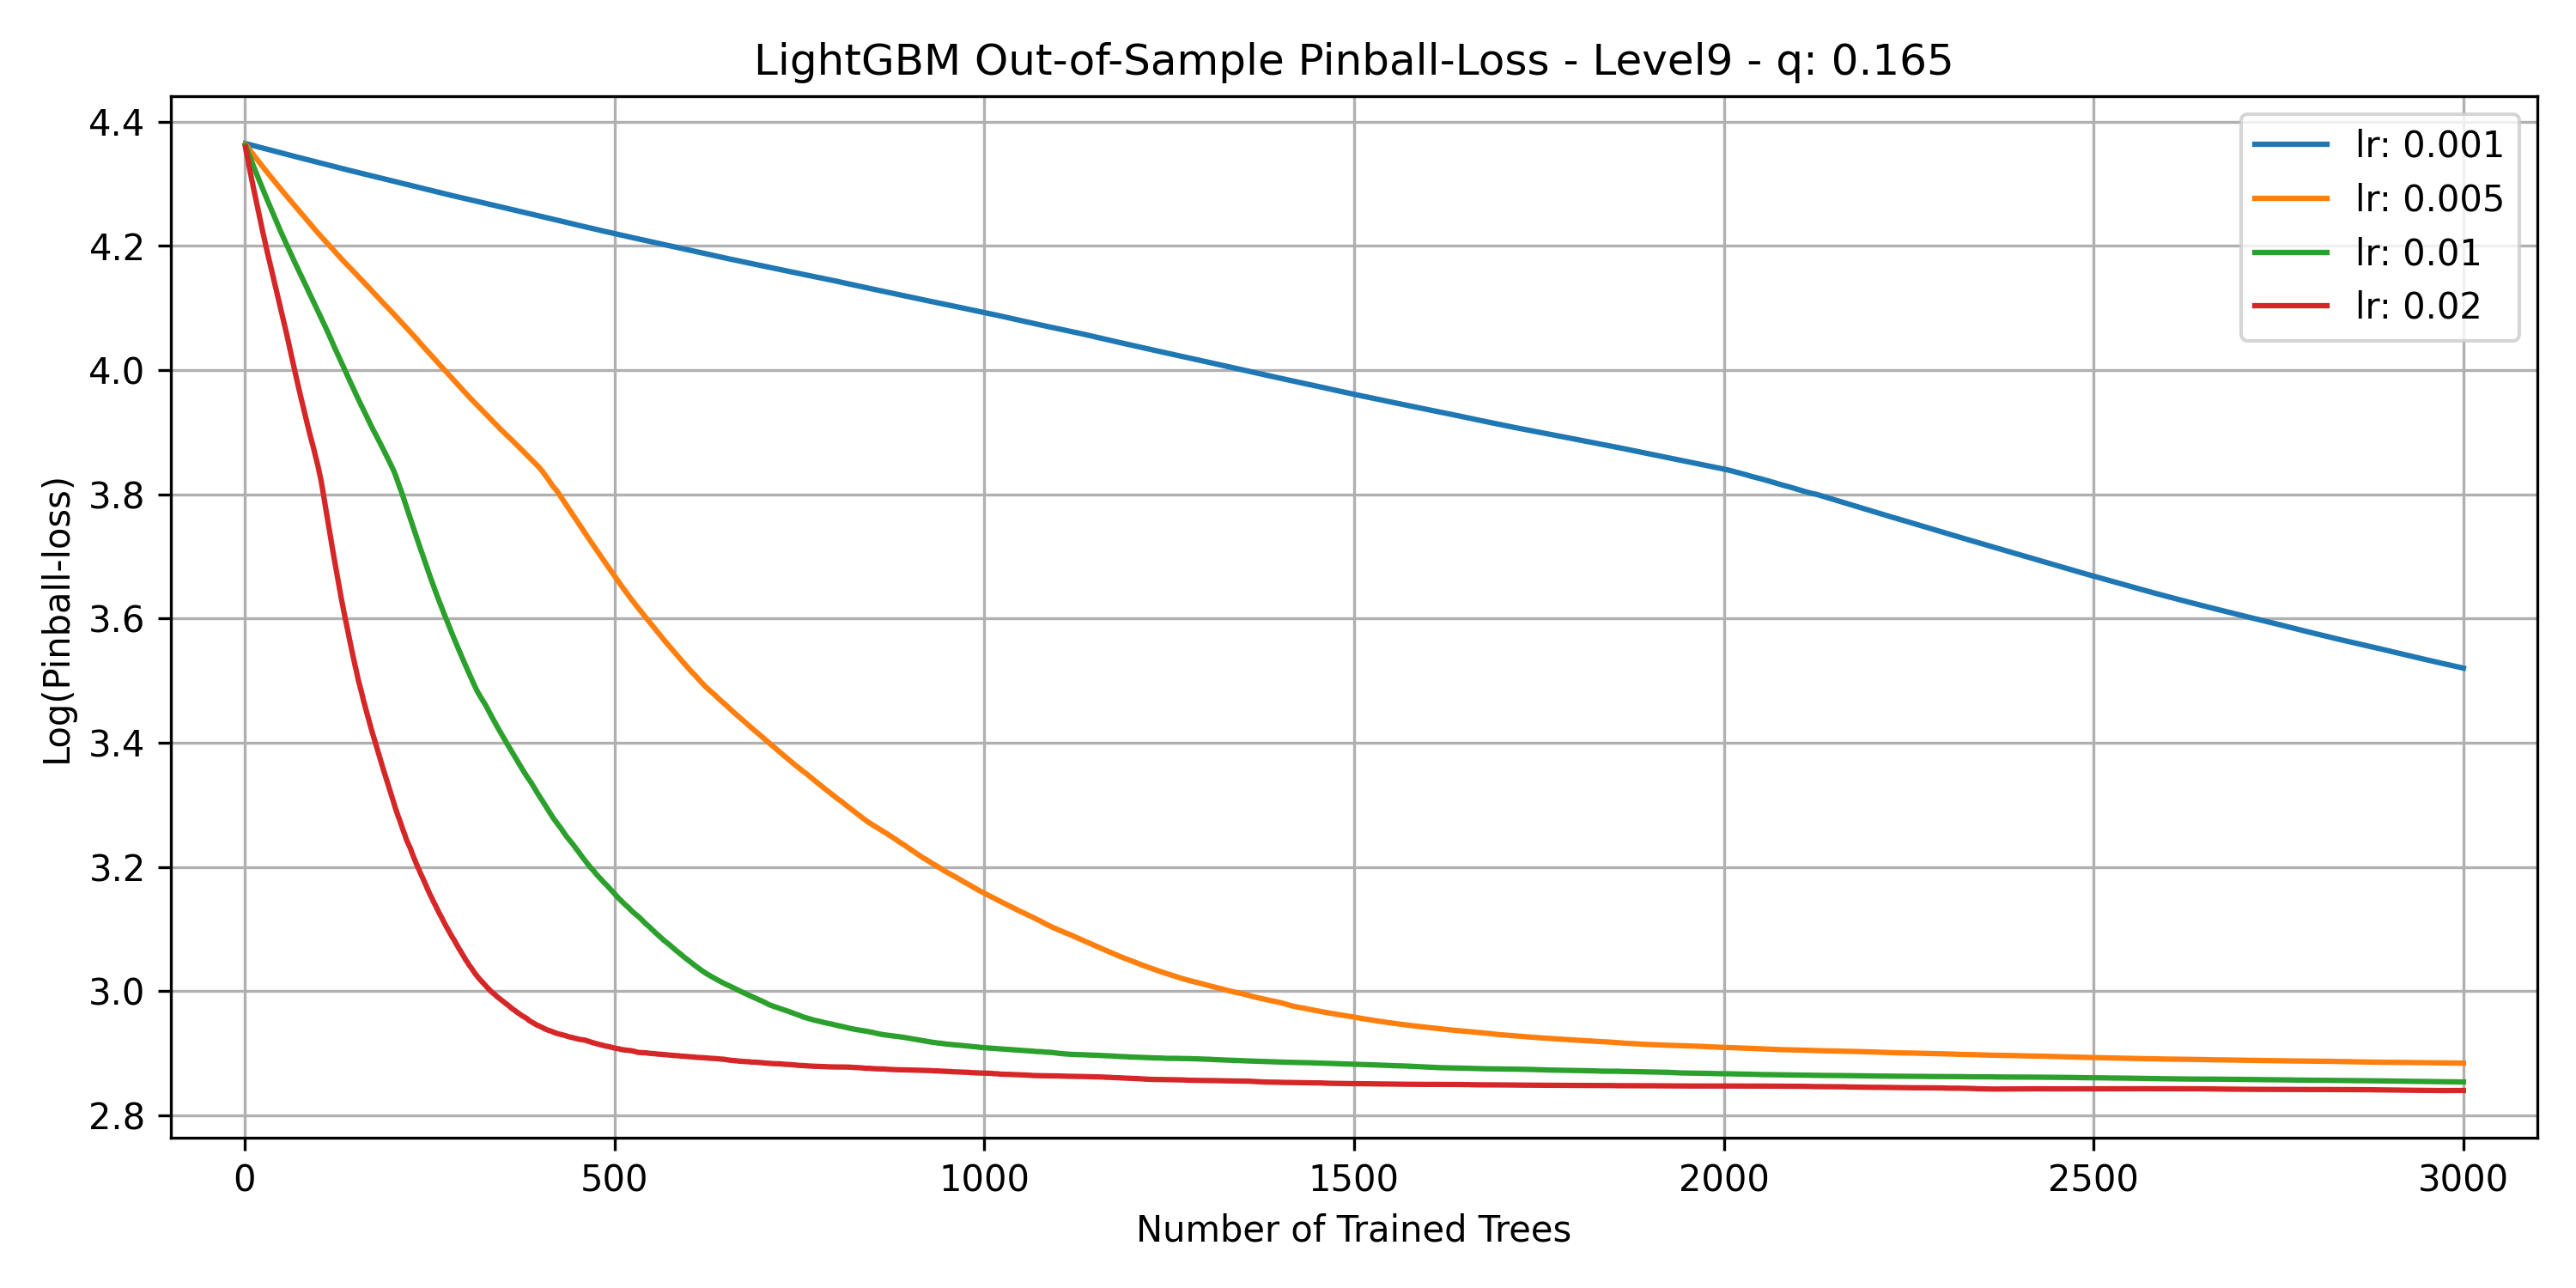 LightGBM Out-of-Sample Pinball-Loss - Level9 - q: 0.165
4.4
4.2
4.0
3.8
3.6
3.4
3.2
3.0
2.8
Log(Pinball-loss)
lr: 0.001
lr: 0.005
lr: 0.01
lr: 0.02
0 500 1000 1500 2000 2500 3000
Number of Trained Trees